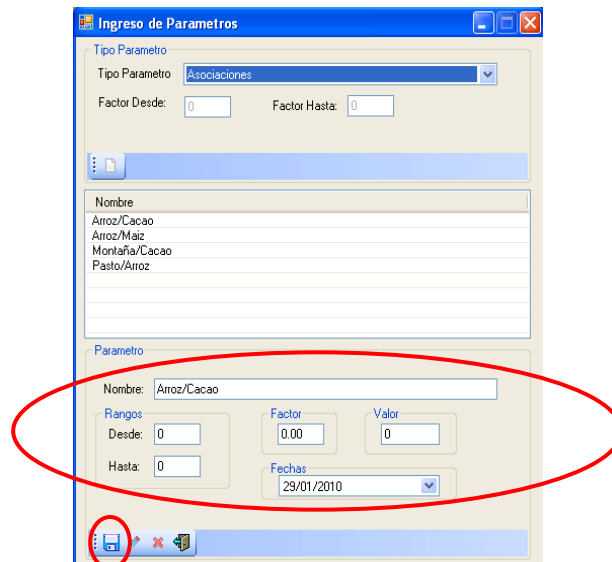 Ingreso de Parametros
Tipo Parametro
Tipo Parametro Asociaciones
Factor Desde: 0 Factor Hasta: 0
Nombre
Arroz/Cacao
Arroz/Maiz
Montaña/Cacao
Pasto/Arroz
Parametro
Nombre: Arroz/Cacao
Rangos Factor Valor
Desde: 0 0.00 0
Hasta: 0
Fechas
29/01/2010